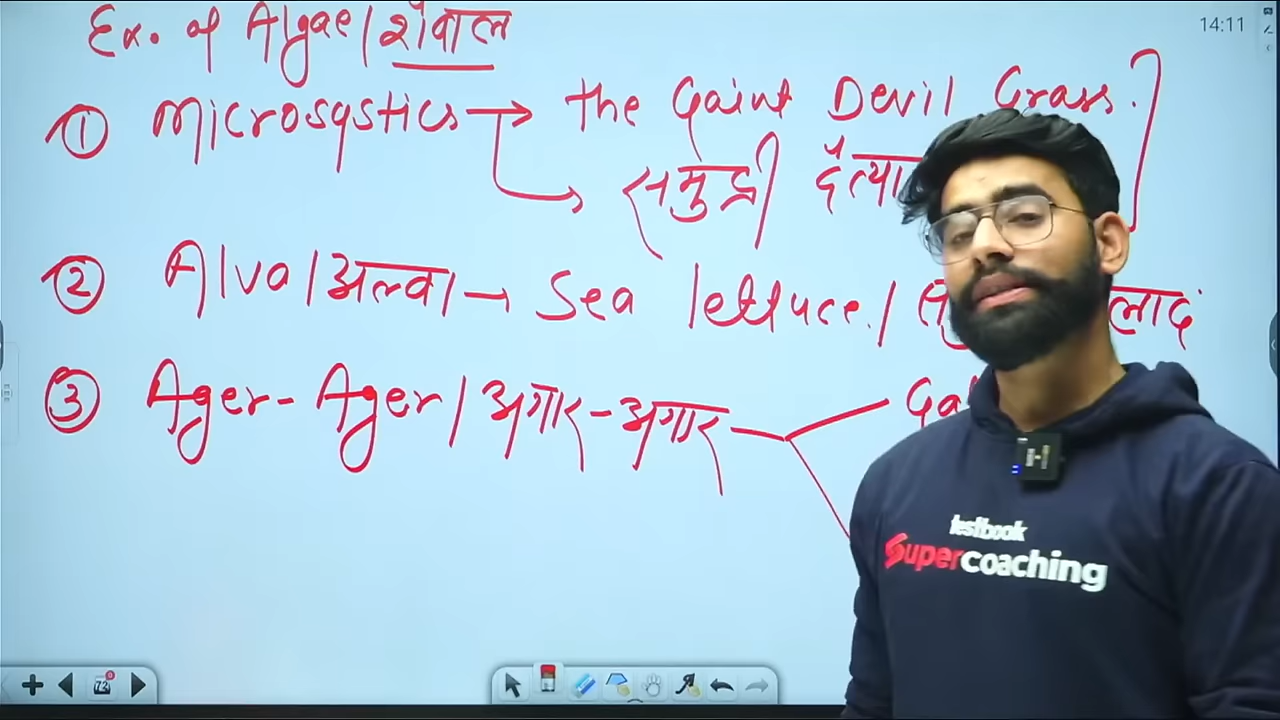 Ex. of Algae/शैवाल
14:11
① Microsystics → the Gaint Devil Grass.
→ समुद्री
② Alva/अल्वा → Sea lettuce./
③ Ager-Ager/अगार-अगार
testbook
Supercoaching
72